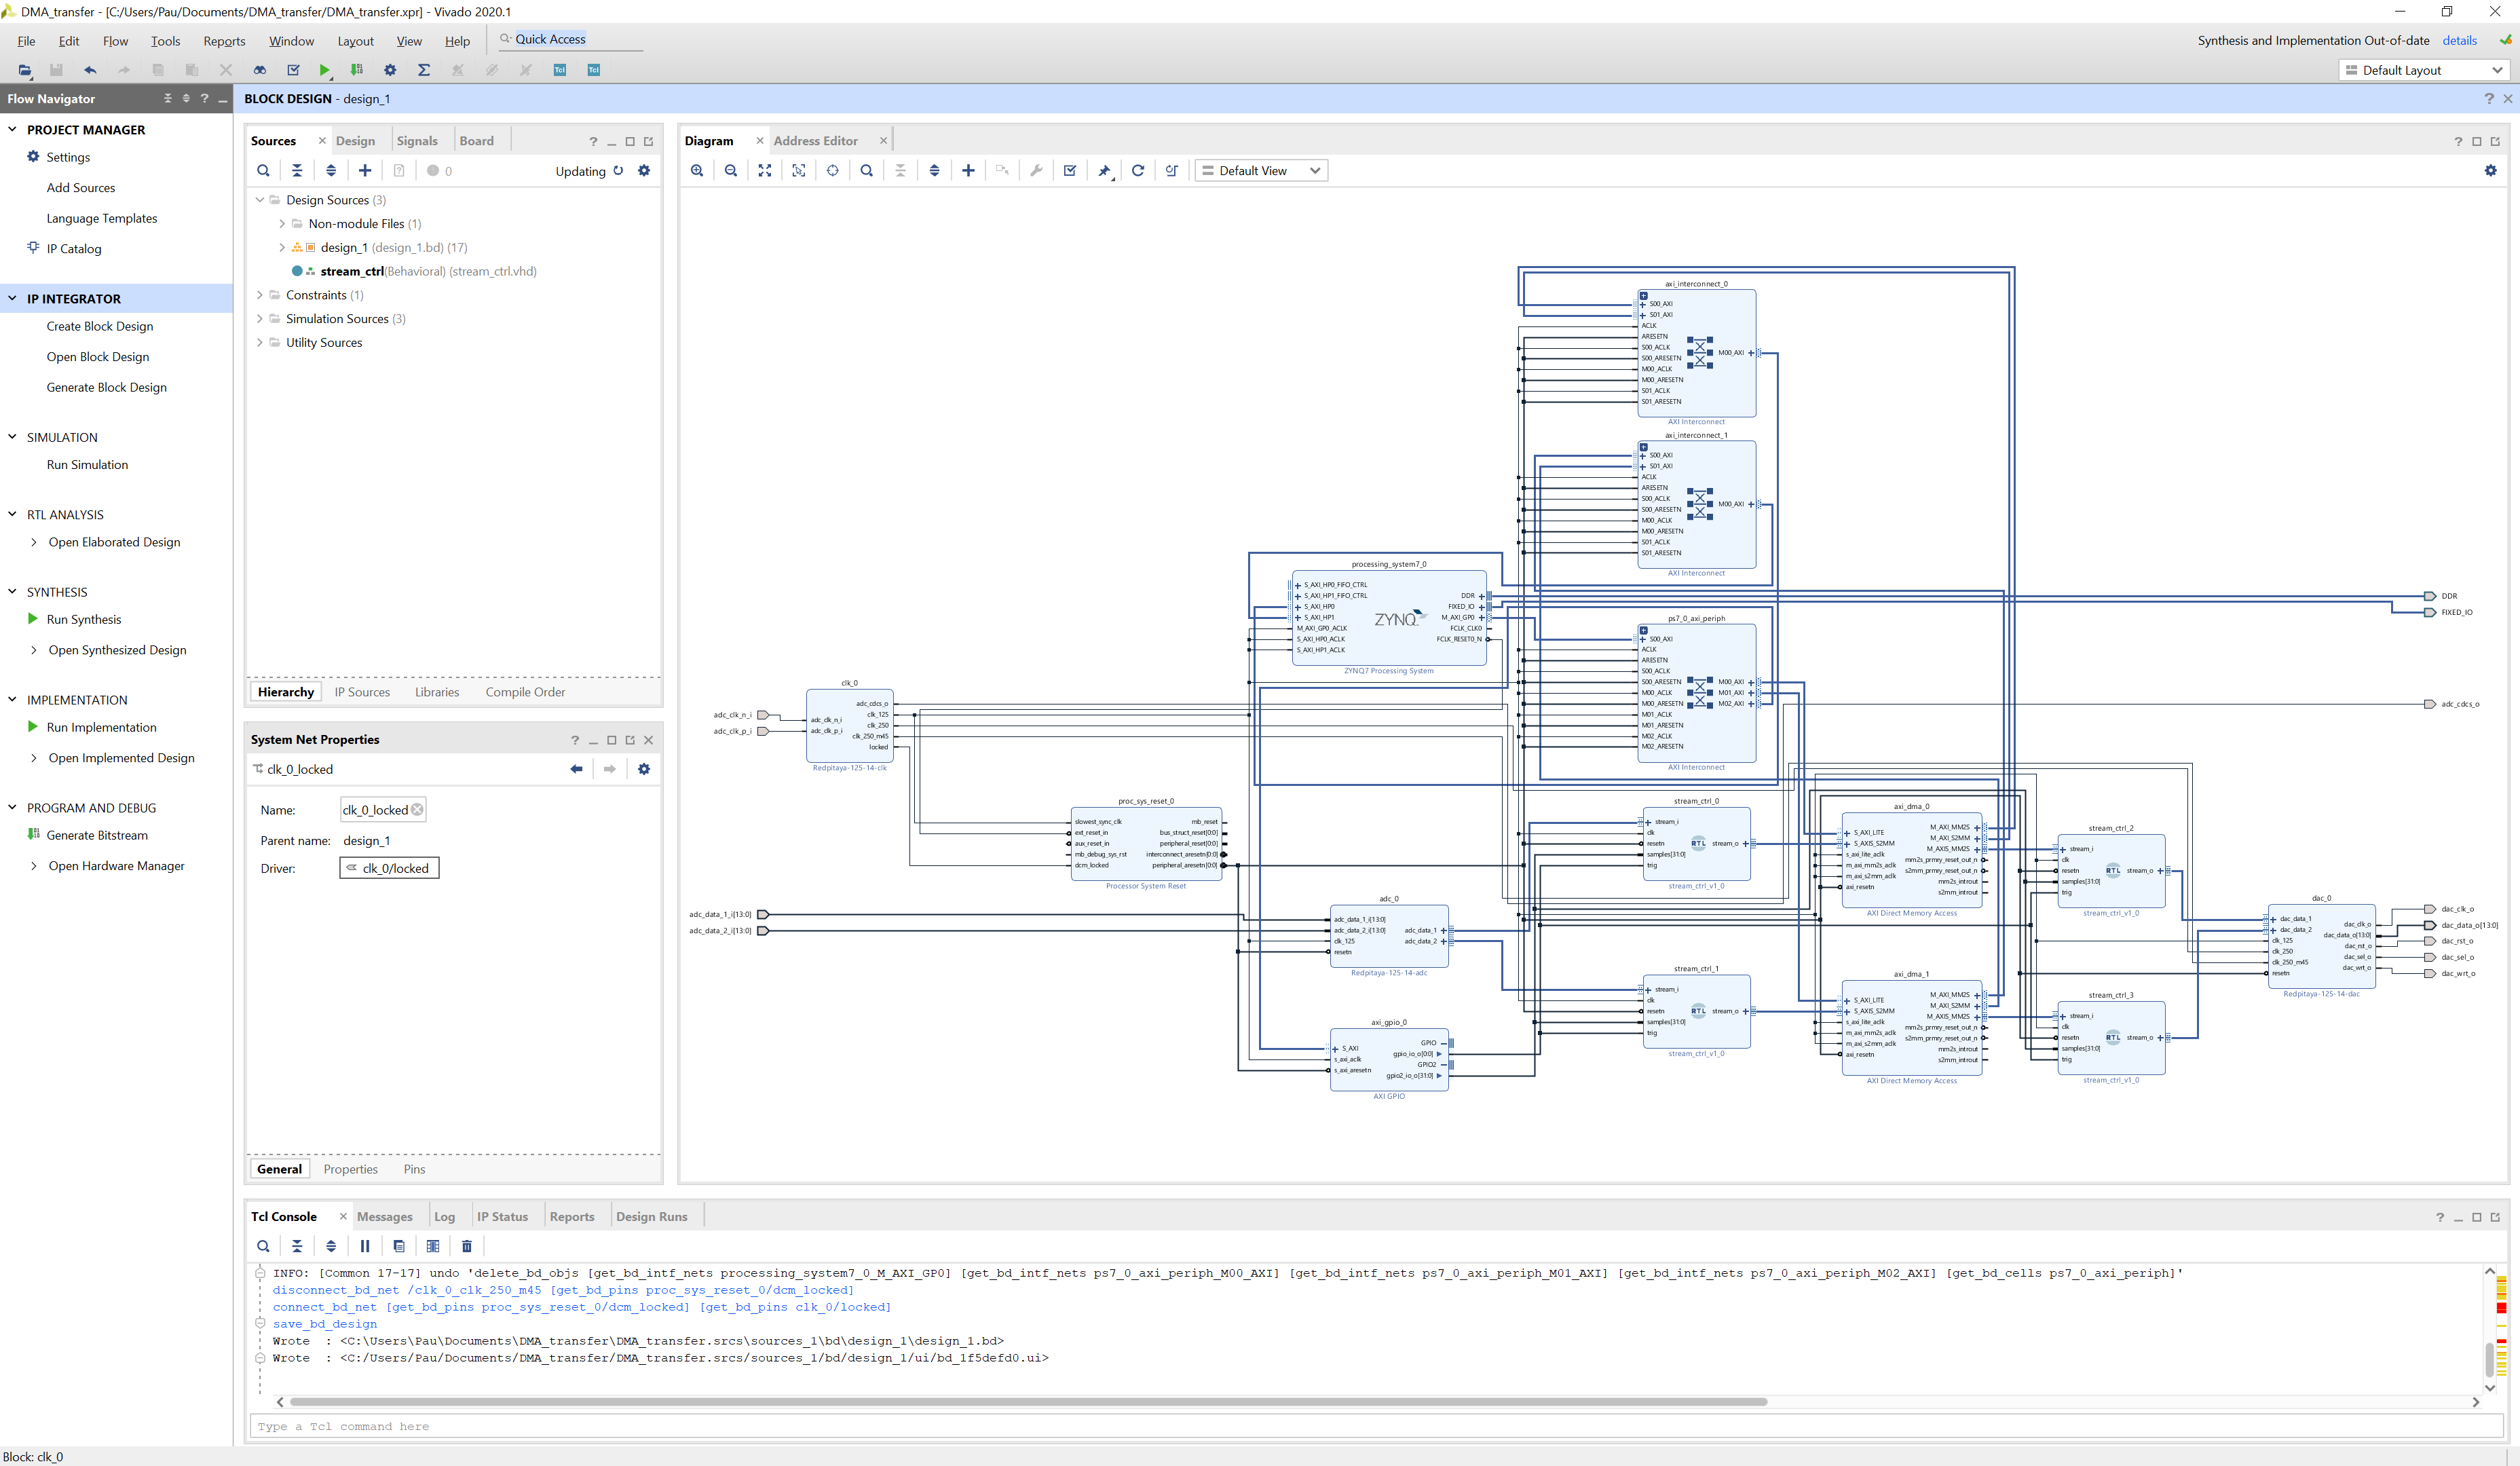 DMA_transfer - [C:/Users/Pau/Documents/DMA_transfer/DMA_transfer.xpr] - Vivado 2020.1
File Edit Flow Tools Reports Window Layout View Help Quick Access
Synthesis and Implementation Out-of-date details
Default Layout
Flow Navigator
PROJECT MANAGER
Settings
Add Sources
Language Templates
IP Catalog
IP INTEGRATOR
Create Block Design
Open Block Design
Generate Block Design
SIMULATION
Run Simulation
RTL ANALYSIS
Open Elaborated Design
SYNTHESIS
Run Synthesis
Open Synthesized Design
IMPLEMENTATION
Run Implementation
Open Implemented Design
PROGRAM AND DEBUG
Generate Bitstream
Open Hardware Manager
BLOCK DESIGN - design_1
Sources Design Signals Board
0 Updating
Design Sources (3)
Non-module Files (1)
design_1 (design_1.bd) (17)
stream_ctrl(Behavioral) (stream_ctrl.vhd)
Constraints (1)
Simulation Sources (3)
Utility Sources
Hierarchy IP Sources Libraries Compile Order
System Net Properties
clk_0_locked
Name: clk_0_locked
Parent name: design_1
Driver: clk_0/locked
General Properties Pins
Diagram Address Editor
Default View
axi_interconnect_0
S00_AXI
S01_AXI
ACLK
ARESETN
S00_ACLK
S00_ARESETN
M00_ACLK
M00_ARESETN
S01_ACLK
S01_ARESETN
M00_AXI
AXI Interconnect
axi_interconnect_1
S00_AXI
S01_AXI
ACLK
ARESETN
S00_ACLK
S00_ARESETN
M00_ACLK
M00_ARESETN
S01_ACLK
S01_ARESETN
M00_AXI
AXI Interconnect
processing_system7_0
S_AXI_HP0_FIFO_CTRL
S_AXI_HP1_FIFO_CTRL
S_AXI_HP0
S_AXI_HP1
M_AXI_GP0_ACLK
S_AXI_HP0_ACLK
S_AXI_HP1_ACLK
ZYNQ
DDR
FIXED_IO
M_AXI_GP0
FCLK_CLK0
FCLK_RESET0_N
ZYNQ7 Processing System
ps7_0_axi_periph
S00_AXI
ACLK
ARESETN
S00_ACLK
S00_ARESETN
M00_ACLK
M00_ARESETN
M01_ACLK
M01_ARESETN
M02_ACLK
M02_ARESETN
M00_AXI
M01_AXI
M02_AXI
AXI Interconnect
DDR
FIXED_IO
adc_cdcs_o
adc_clk_n_i
adc_clk_p_i
clk_0
adc_clk_n_i
adc_clk_p_i
adc_cdcs_o
clk_125
clk_250
clk_250_m45
locked
Redpitaya-125-14-clk
proc_sys_reset_0
slowest_sync_clk
ext_reset_in
aux_reset_in
mb_debug_sys_rst
dcm_locked
mb_reset
bus_struct_reset[0:0]
peripheral_reset[0:0]
interconnect_aresetn[0:0]
peripheral_aresetn[0:0]
Processor System Reset
adc_data_1_i[13:0]
adc_data_2_i[13:0]
adc_0
adc_data_1_i[13:0]
adc_data_2_i[13:0]
clk_125
resetn
adc_data_1
adc_data_2
Redpitaya-125-14-adc
axi_gpio_0
S_AXI
s_axi_aclk
s_axi_aresetn
GPIO
gpio_io_o[0:0]
GPIO2
gpio2_io_o[31:0]
AXI GPIO
stream_ctrl_0
stream_i
clk
resetn
samples[31:0]
trig
RTL
stream_o
stream_ctrl_v1_0
stream_ctrl_1
stream_i
clk
resetn
samples[31:0]
trig
RTL
stream_o
stream_ctrl_v1_0
axi_dma_0
S_AXI_LITE
S_AXIS_S2MM
s_axi_lite_aclk
m_axi_mm2s_aclk
m_axi_s2mm_aclk
axi_resetn
M_AXI_MM2S
M_AXI_S2MM
M_AXIS_MM2S
mm2s_prmry_reset_out_n
s2mm_prmry_reset_out_n
mm2s_introut
s2mm_introut
AXI Direct Memory Access
axi_dma_1
S_AXI_LITE
S_AXIS_S2MM
s_axi_lite_aclk
m_axi_mm2s_aclk
m_axi_s2mm_aclk
axi_resetn
M_AXI_MM2S
M_AXI_S2MM
M_AXIS_MM2S
mm2s_prmry_reset_out_n
s2mm_prmry_reset_out_n
mm2s_introut
s2mm_introut
AXI Direct Memory Access
stream_ctrl_2
stream_i
clk
resetn
samples[31:0]
trig
RTL
stream_o
stream_ctrl_v1_0
stream_ctrl_3
stream_i
clk
resetn
samples[31:0]
trig
RTL
stream_o
stream_ctrl_v1_0
dac_0
dac_data_1
dac_data_2
clk_125
clk_250
clk_250_m45
resetn
dac_clk_o
dac_data_o[13:0]
dac_rst_o
dac_sel_o
dac_wrt_o
Redpitaya-125-14-dac
dac_clk_o
dac_data_o[13:0]
dac_rst_o
dac_sel_o
dac_wrt_o
Tcl Console Messages Log IP Status Reports Design Runs
INFO: [Common 17-17] undo 'delete_bd_objs [get_bd_intf_nets processing_system7_0_M_AXI_GP0] [get_bd_intf_nets ps7_0_axi_periph_M00_AXI] [get_bd_intf_nets ps7_0_axi_periph_M01_AXI] [get_bd_intf_nets ps7_0_axi_periph_M02_AXI] [get_bd_cells ps7_0_axi_periph]'
disconnect_bd_net /clk_0_clk_250_m45 [get_bd_pins proc_sys_reset_0/dcm_locked]
connect_bd_net [get_bd_pins proc_sys_reset_0/dcm_locked] [get_bd_pins clk_0/locked]
save_bd_design
Wrote : <C:\Users\Pau\Documents\DMA_transfer\DMA_transfer.srcs\sources_1\bd\design_1\design_1.bd>
Wrote : <C:/Users/Pau/Documents/DMA_transfer/DMA_transfer.srcs/sources_1/bd/design_1/ui/bd_1f5defd0.ui>
Type a Tcl command here
Block: clk_0